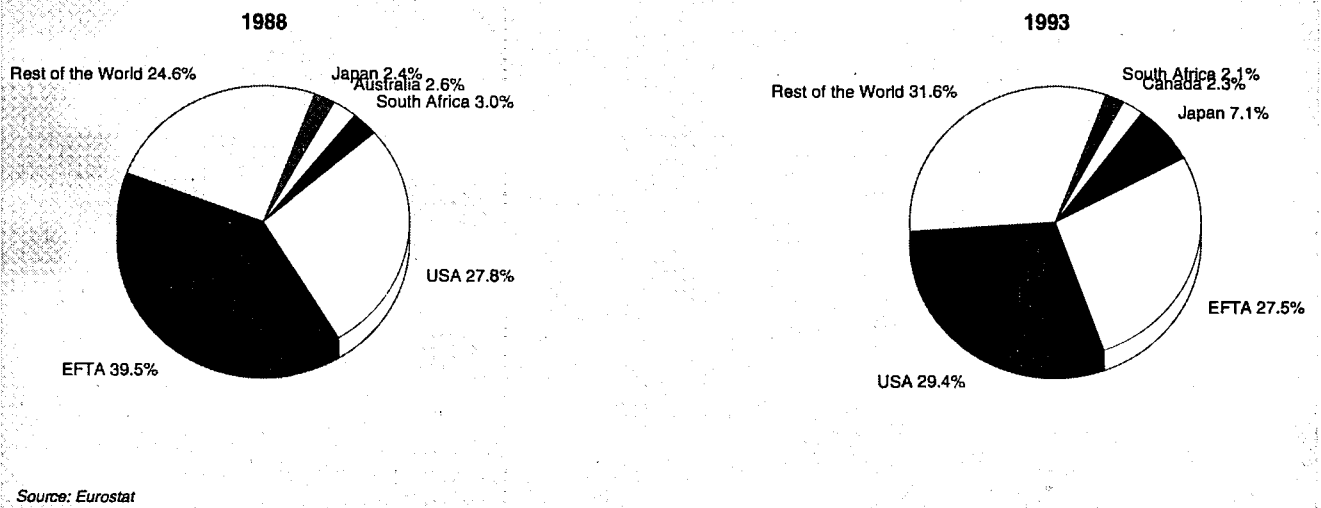 1988
Rest of the World 24.6%
Japan 2.4%
Australia 2.6%
South Africa 3.0%
USA 27.8%
EFTA 39.5%
1993
Rest of the World 31.6%
South Africa 2.1%
Canada 2.3%
Japan 7.1%
EFTA 27.5%
USA 29.4%
Source: Eurostat